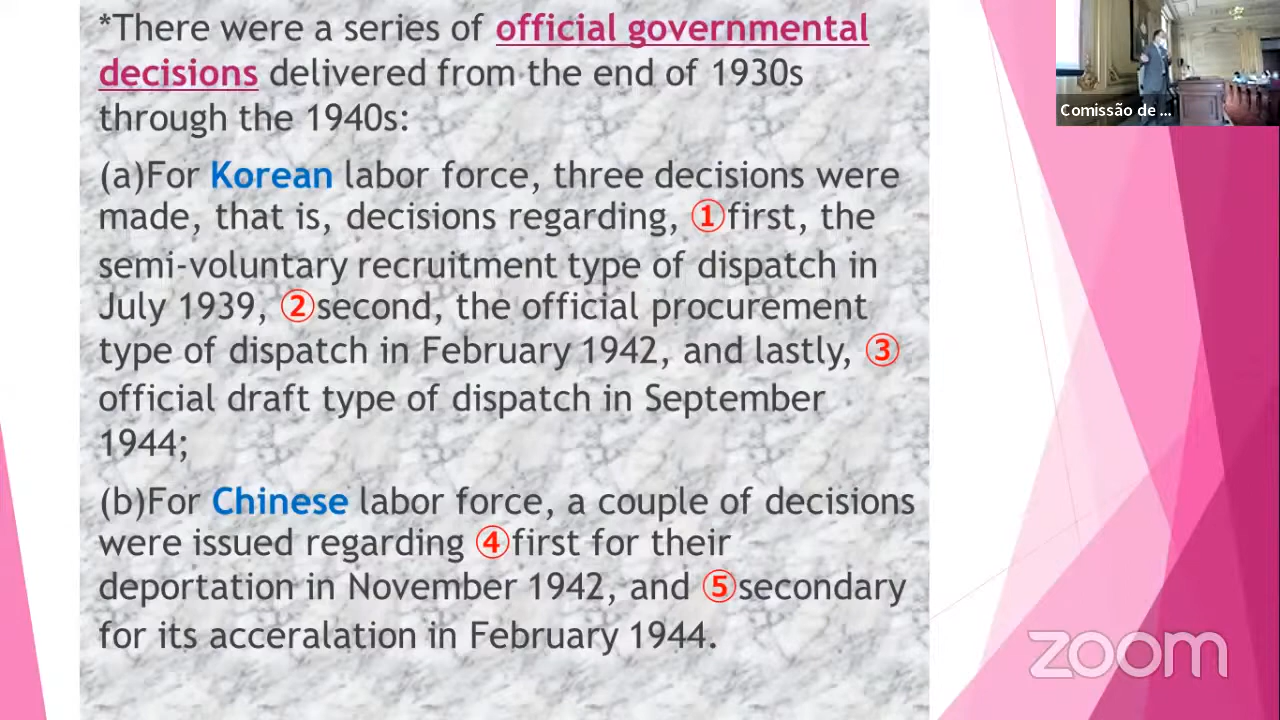 *There were a series of official governmental
decisions delivered from the end of 1930s
through the 1940s:
(a)For Korean labor force, three decisions were
made, that is, decisions regarding, ①first, the
semi-voluntary recruitment type of dispatch in
July 1939, ②second, the official procurement
type of dispatch in February 1942, and lastly, ③
official draft type of dispatch in September
1944;
(b)For Chinese labor force, a couple of decisions
were issued regarding ④first for their
deportation in November 1942, and ⑤secondary
for its acceralation in February 1944.
Comissão de ...
zoom